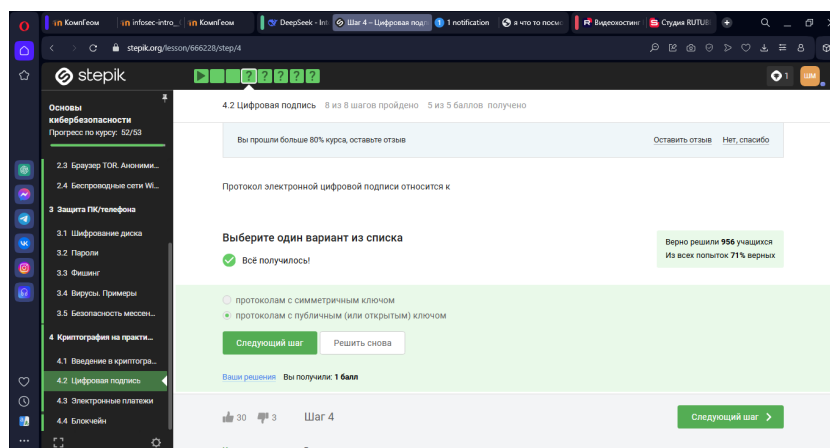 КомпГеом
infosec-intro_
КомпГеом
DeepSeek - Int
Шаг 4 – Цифровая под
1 notification
я что то посм
Видеохостинг
Студия RUTUB
stepik.org/lesson/666228/step/4
stepik
1
ШМ
Основы
кибербезопасности
Прогресс по курсу: 52/53
2.3 Браузер TOR. Аноними...
2.4 Беспроводные сети Wi...
3 Защита ПК/телефона
3.1 Шифрование диска
3.2 Пароли
3.3 Фишинг
3.4 Вирусы. Примеры
3.5 Безопасность мессен...
4 Криптография на практи...
4.1 Введение в криптогра...
4.2 Цифровая подпись
4.3 Электронные платежи
4.4 Блокчейн
4.2 Цифровая подпись 8 из 8 шагов пройдено 5 из 5 баллов получено
Вы прошли больше 80% курса, оставьте отзыв
Оставить отзыв Нет, спасибо
Протокол электронной цифровой подписи относится к
Выберите один вариант из списка
Всё получилось!
Верно решили 956 учащихся
Из всех попыток 71% верных
протоколам с симметричным ключом
протоколам с публичным (или открытым) ключом
Следующий шаг Решить снова
Ваши решения Вы получили: 1 балл
30 3 Шаг 4
Следующий шаг